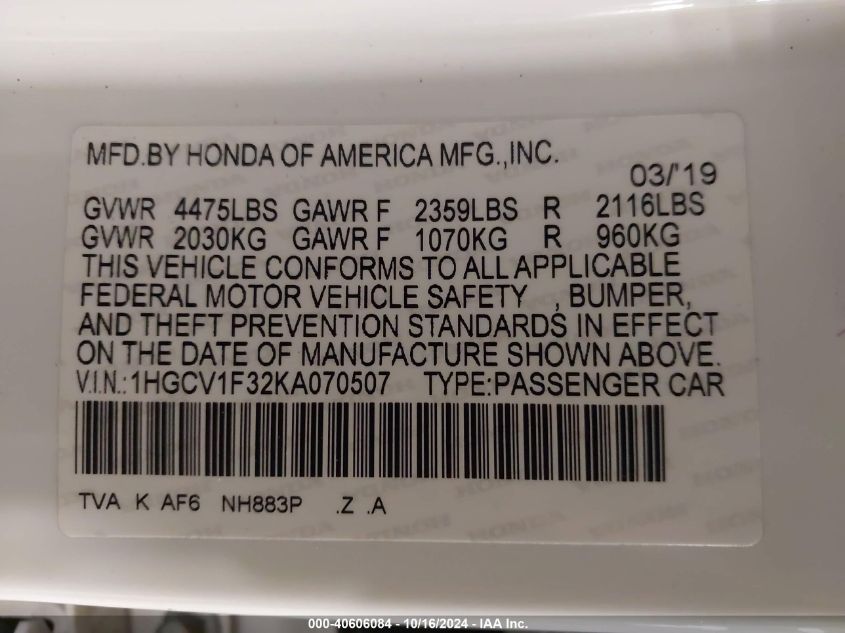 MFD.BY HONDA OF AMERICA MFG.,INC.
03/'19
GVWR 4475LBS GAWR F 2359LBS R 2116LBS
GVWR 2030KG GAWR F 1070KG R 960KG
THIS VEHICLE CONFORMS TO ALL APPLICABLE
FEDERAL MOTOR VEHICLE SAFETY , BUMPER,
AND THEFT PREVENTION STANDARDS IN EFFECT
ON THE DATE OF MANUFACTURE SHOWN ABOVE.
V.I.N.:1HGCV1F32KA070507 TYPE:PASSENGER CAR
TVA K AF6 NH883P .Z .A
000-40606084 - 10/16/2024 - IAA Inc.